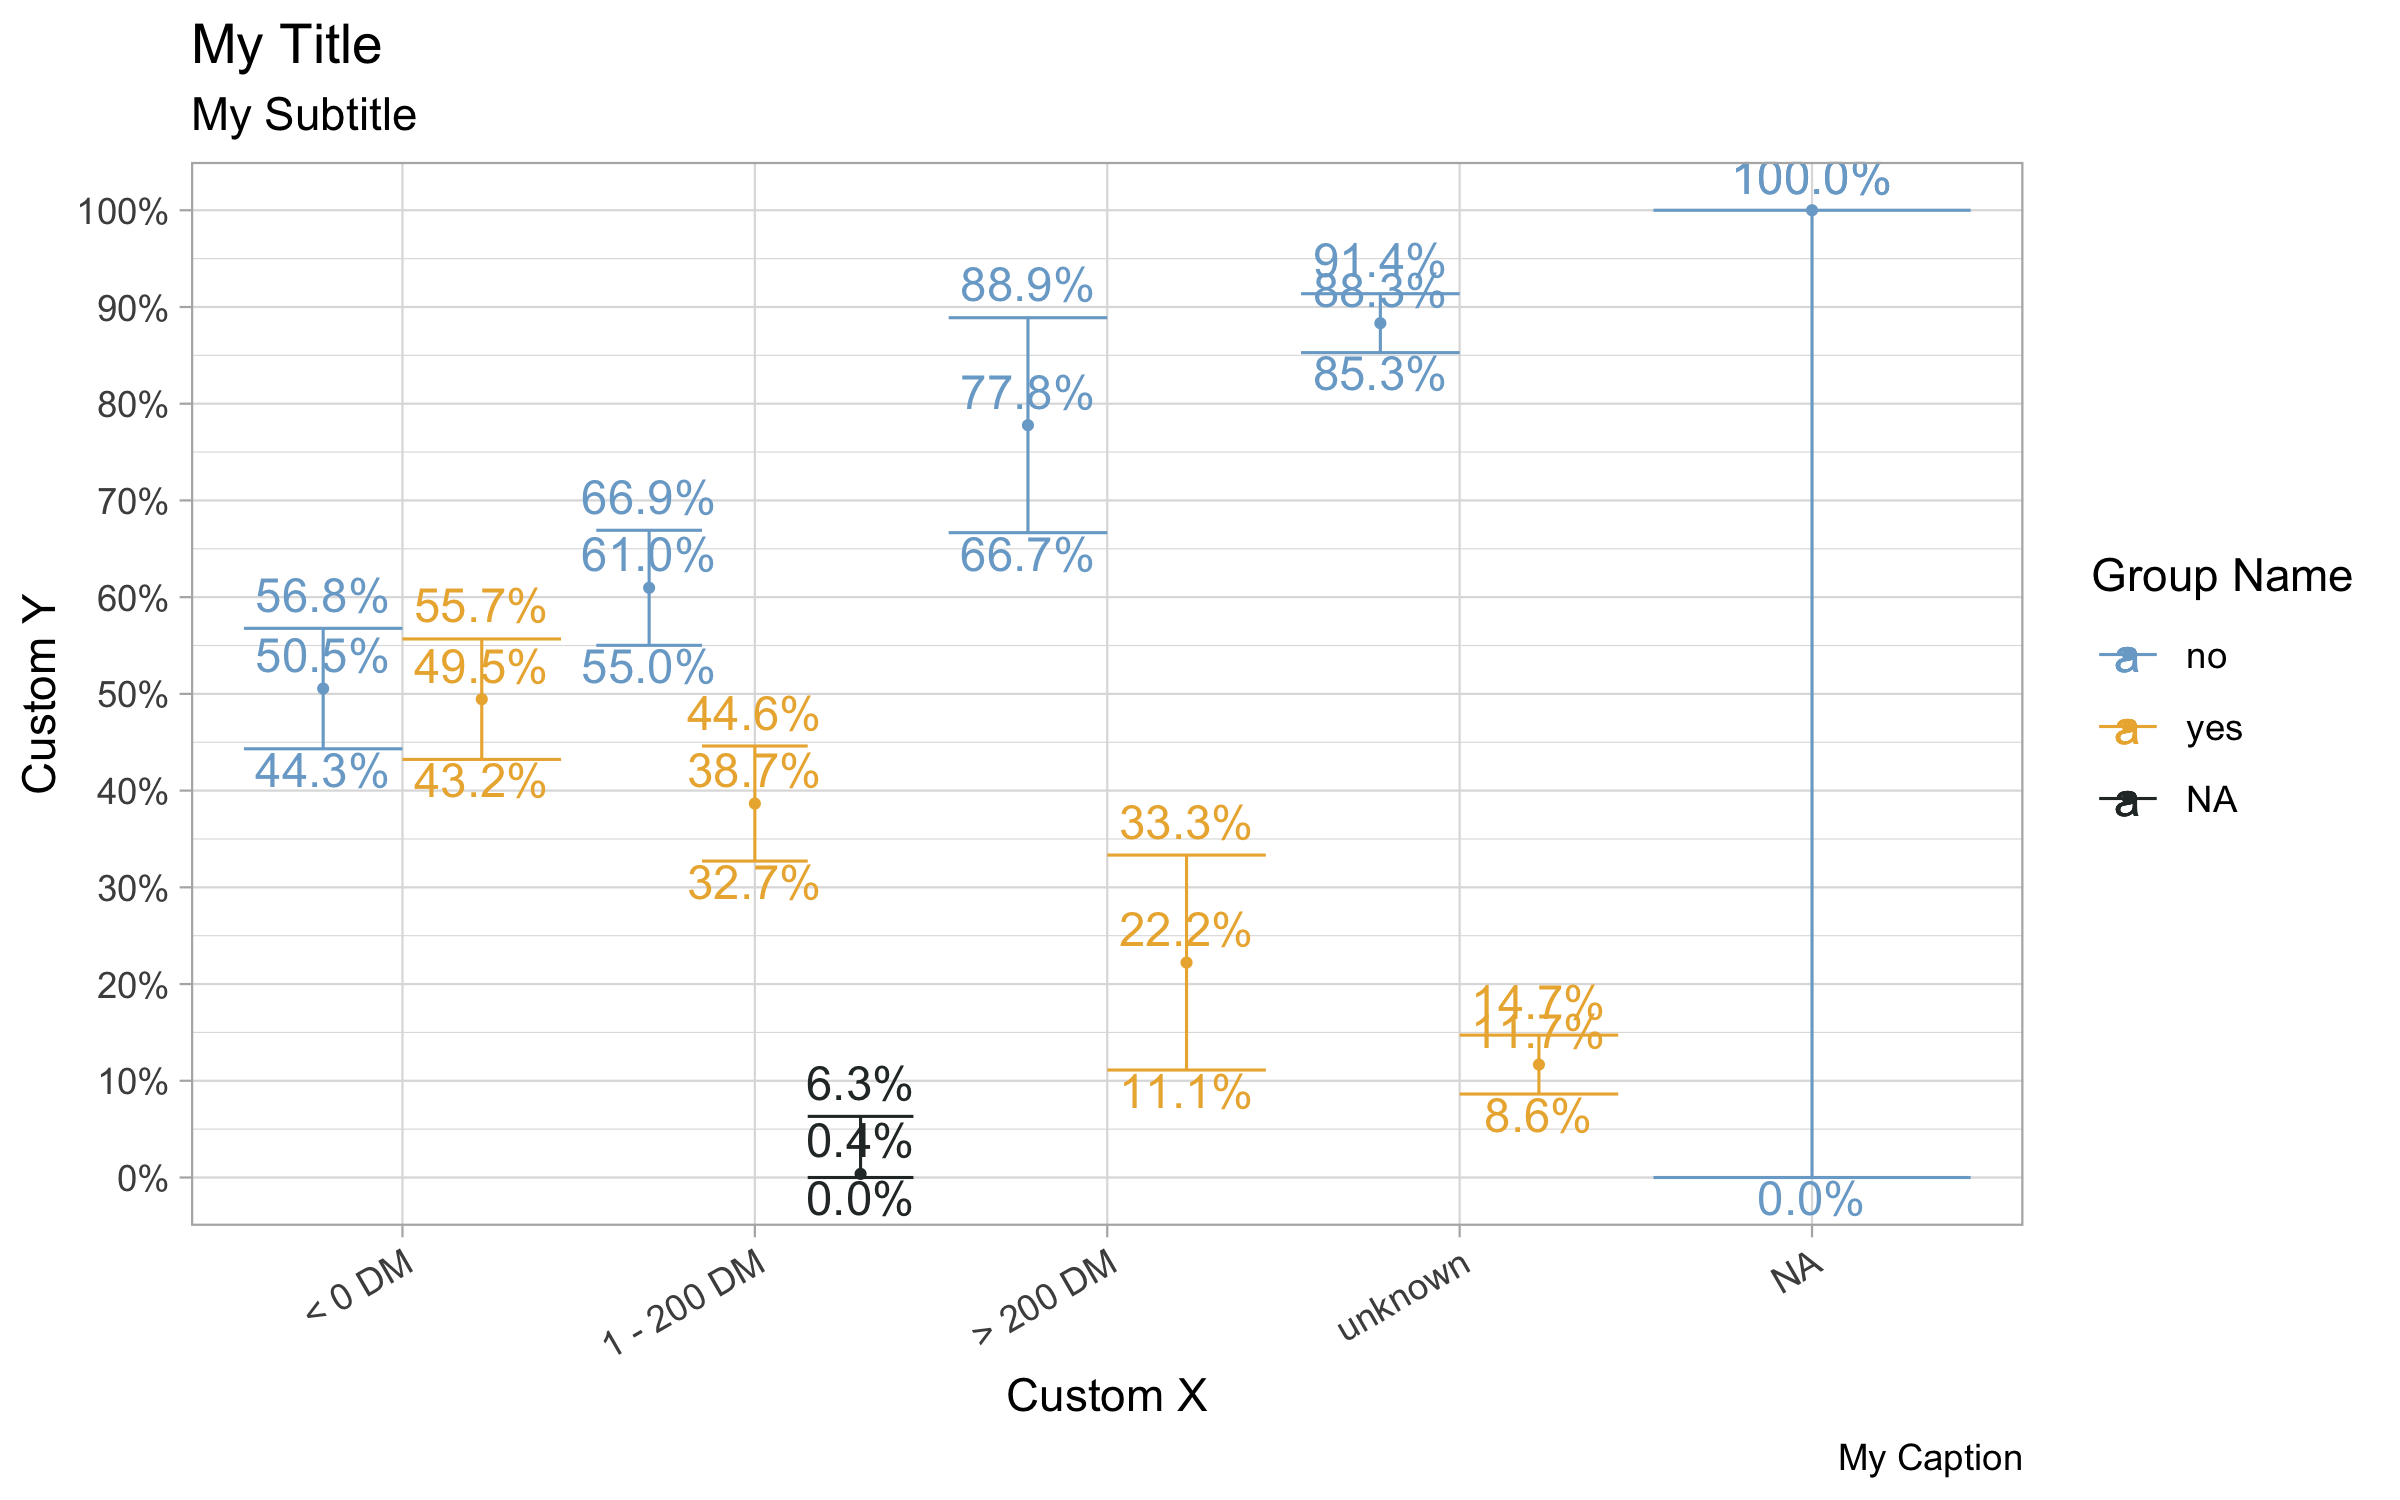 My Title
My Subtitle
Custom Y
100%
90%
80%
70%
60%
50%
40%
30%
20%
10%
0%
56.8%
50.5%
44.3%
55.7%
49.5%
43.2%
66.9%
61.0%
55.0%
44.6%
38.7%
32.7%
6.3%
0.4%
0.0%
88.9%
77.8%
66.7%
33.3%
22.2%
11.1%
91.4%
88.3%
85.3%
14.7%
11.7%
8.6%
100.0%
0.0%
< 0 DM
1 - 200 DM
> 200 DM
unknown
NA
Custom X
Group Name
a no
a yes
a NA
My Caption